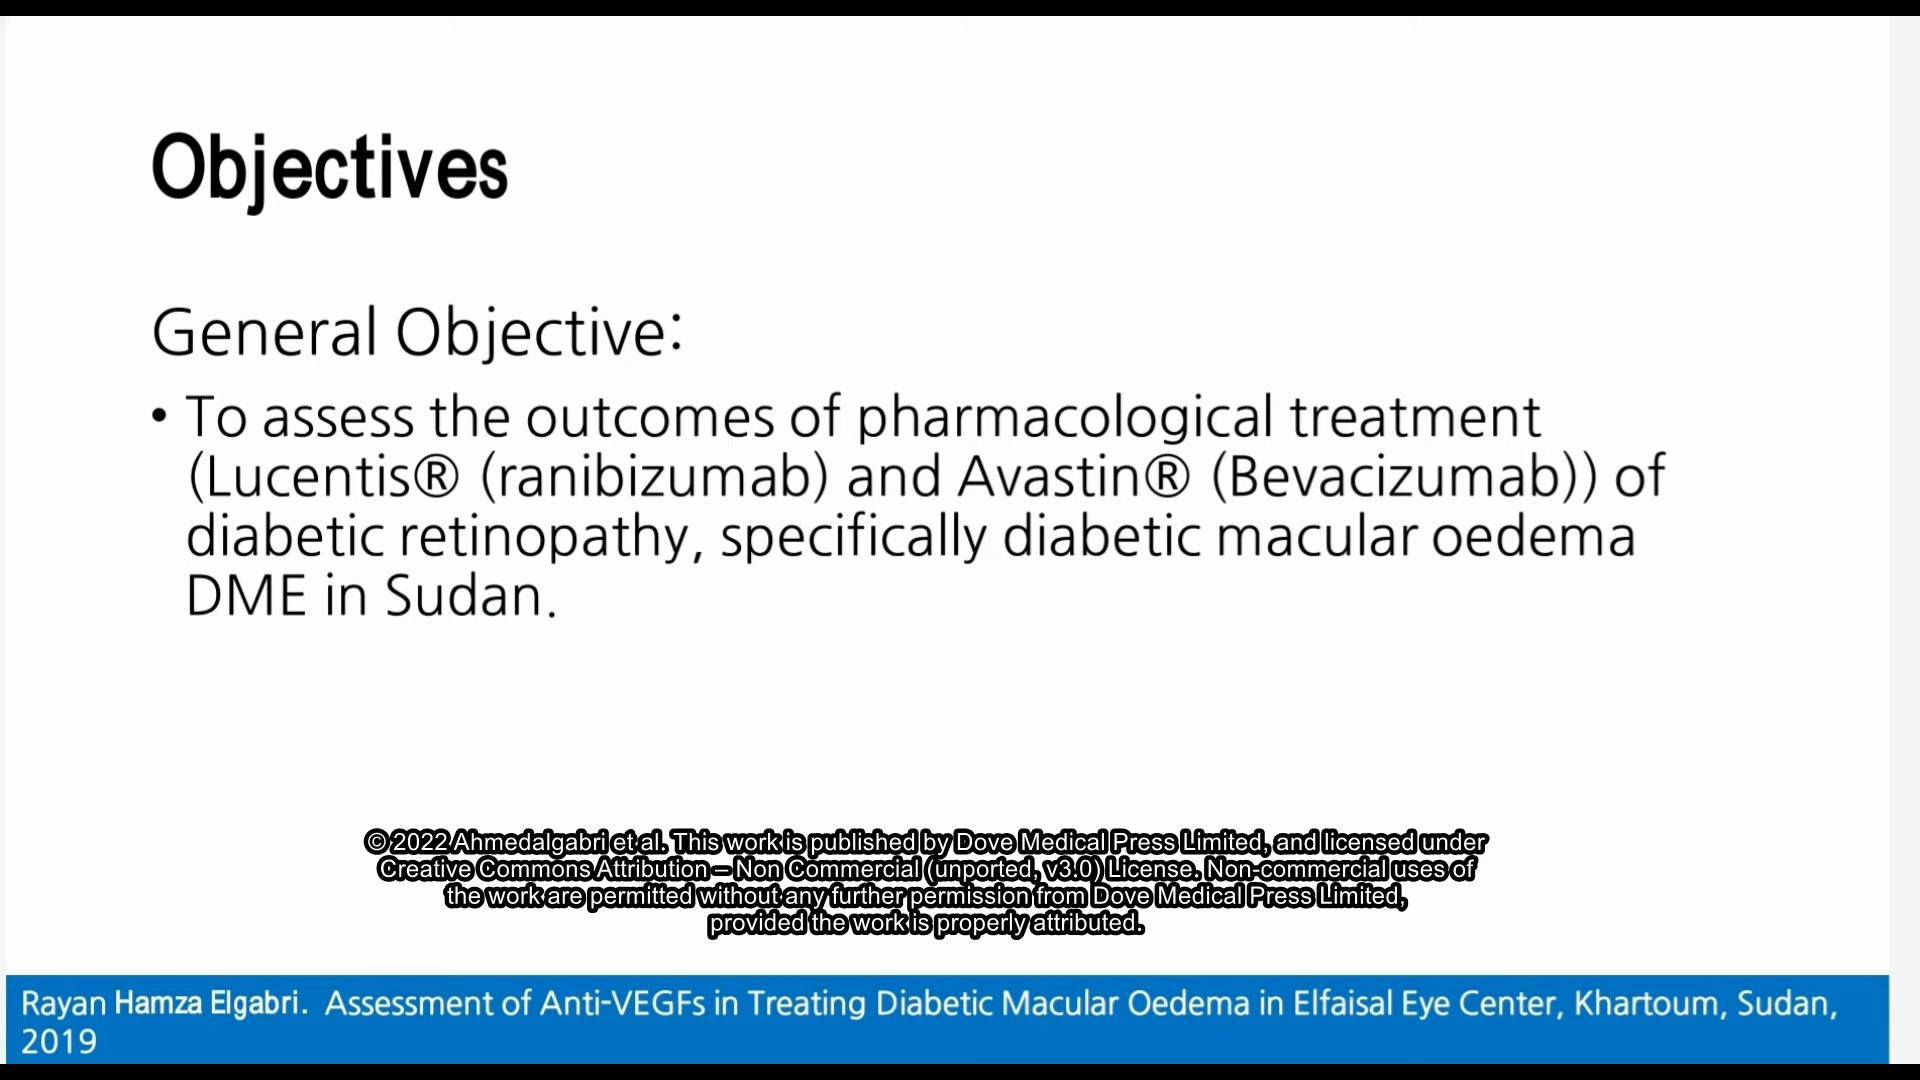 Objectives
General Objective:
• To assess the outcomes of pharmacological treatment
(Lucentis® (ranibizumab) and Avastin® (Bevacizumab)) of
diabetic retinopathy, specifically diabetic macular oedema
DME in Sudan.
© 2022 Ahmedalgabri et al. This work is published by Dove Medical Press Limited, and licensed under
Creative Commons Attribution – Non Commercial (unported, v3.0) License. Non-commercial uses of
the work are permitted without any further permission from Dove Medical Press Limited,
provided the work is properly attributed.
Rayan Hamza Elgabri. Assessment of Anti-VEGFs in Treating Diabetic Macular Oedema in Elfaisal Eye Center, Khartoum, Sudan,
2019